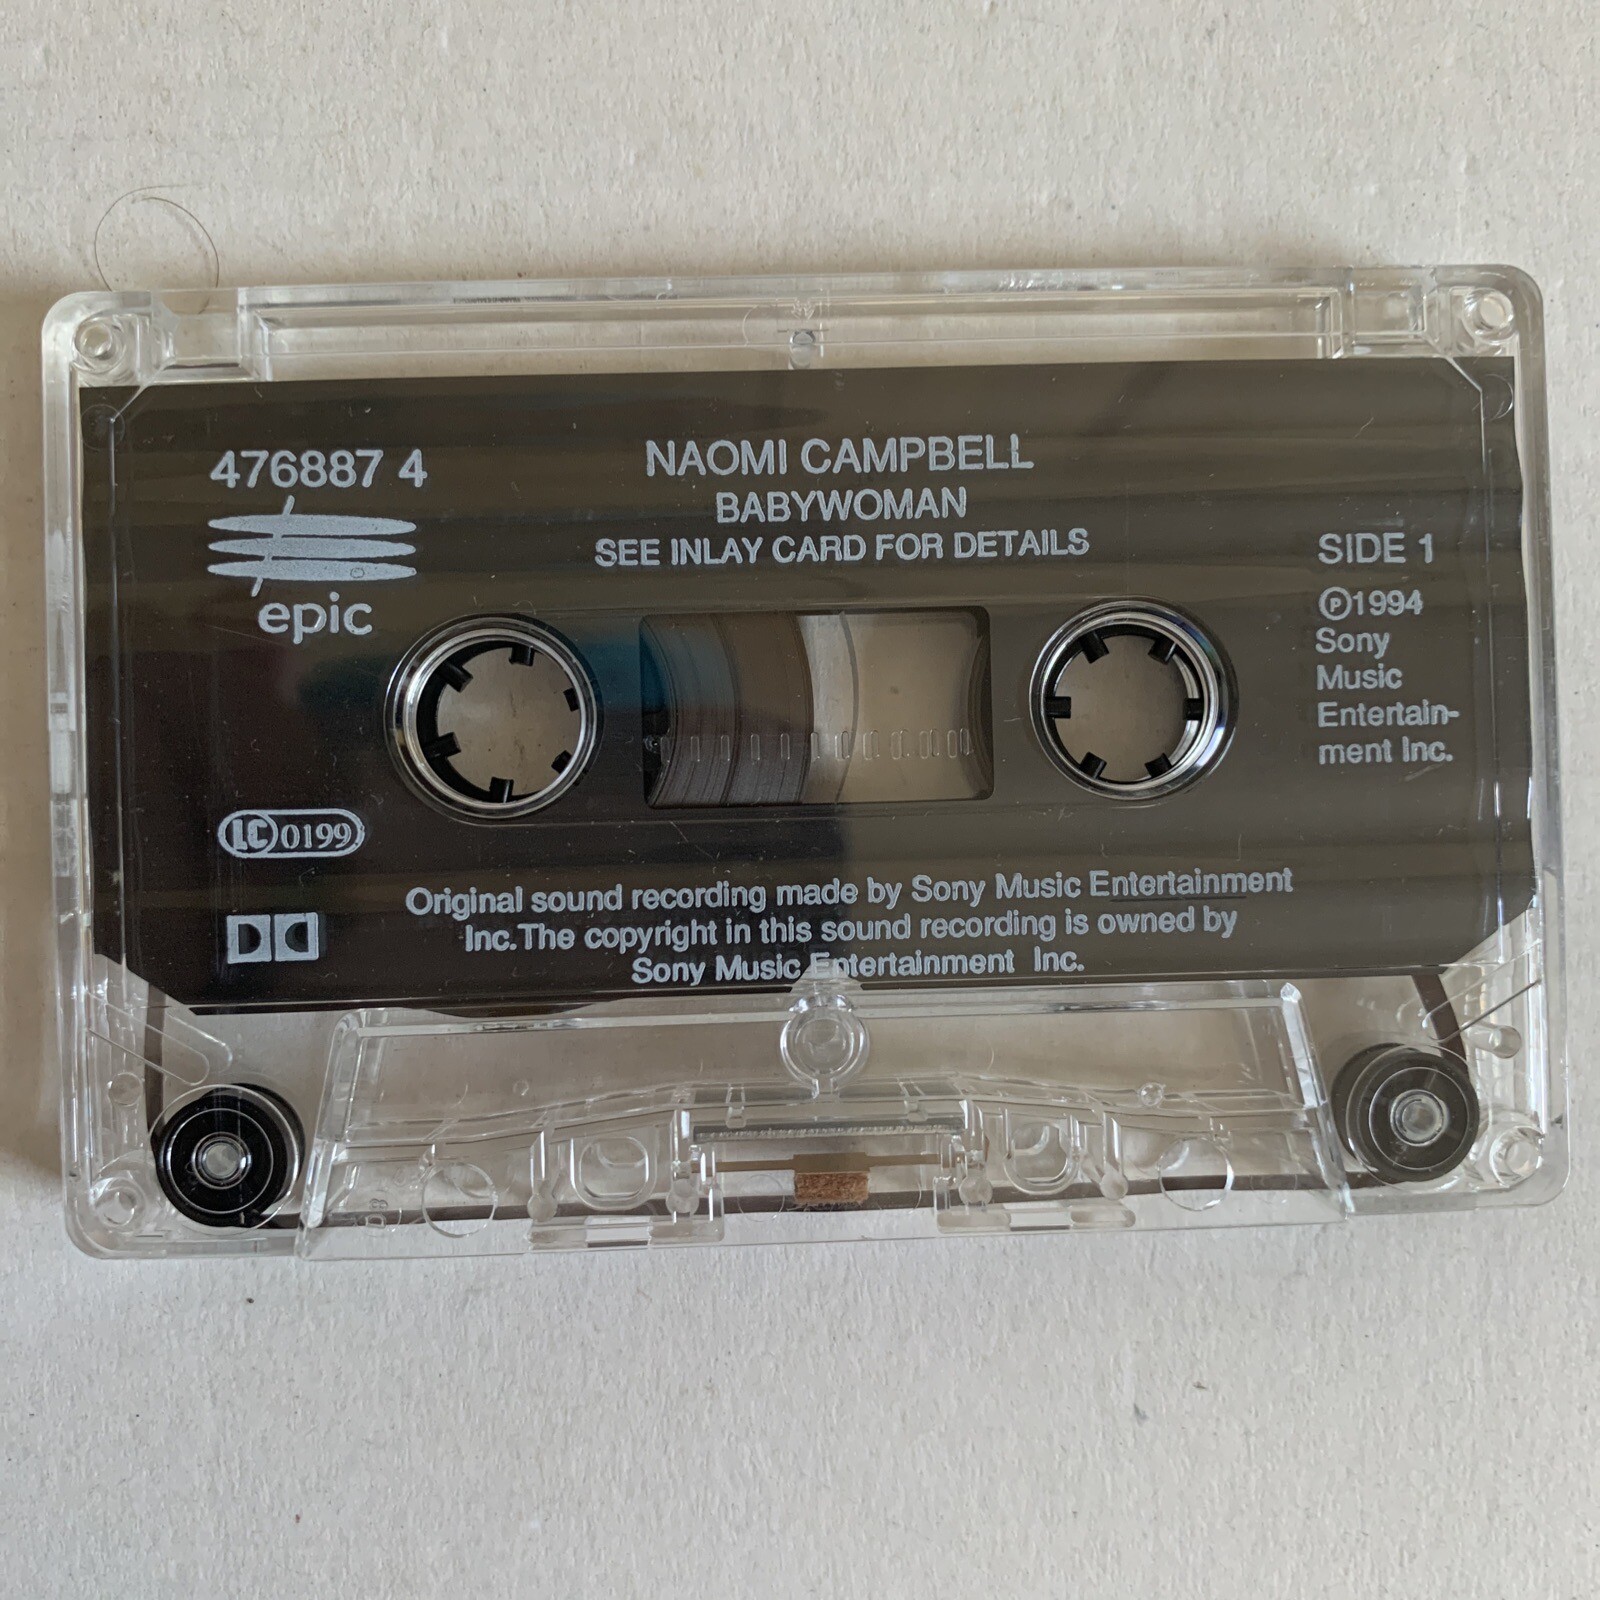 476887 4
epic
NAOMI CAMPBELL
BABYWOMAN
SEE INLAY CARD FOR DETAILS
SIDE 1
℗1994
Sony
Music
Entertain-
ment Inc.
LC 0199
Original sound recording made by Sony Music Entertainment
Inc.The copyright in this sound recording is owned by
Sony Music Entertainment Inc.